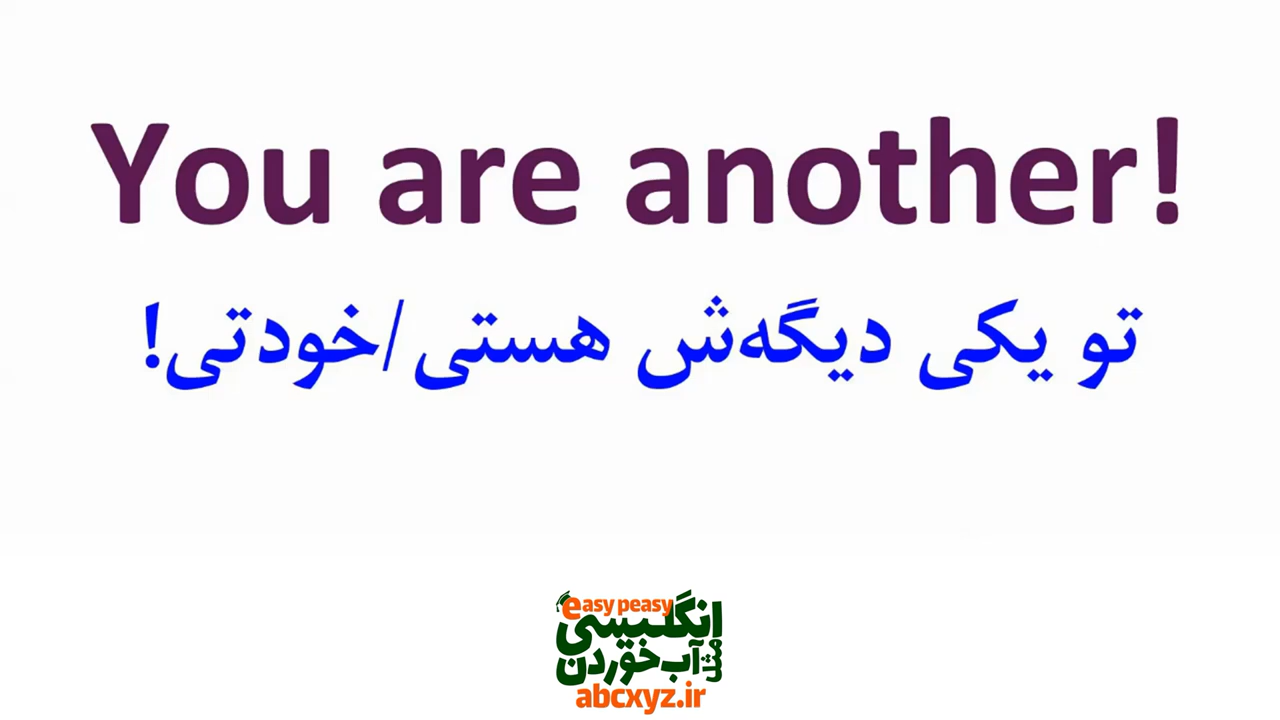 You are another!
تو یکی دیگه‌ش هستی/خودتی!
easy peasy
انگلیسی
مثل آب خوردن
abcxyz.ir